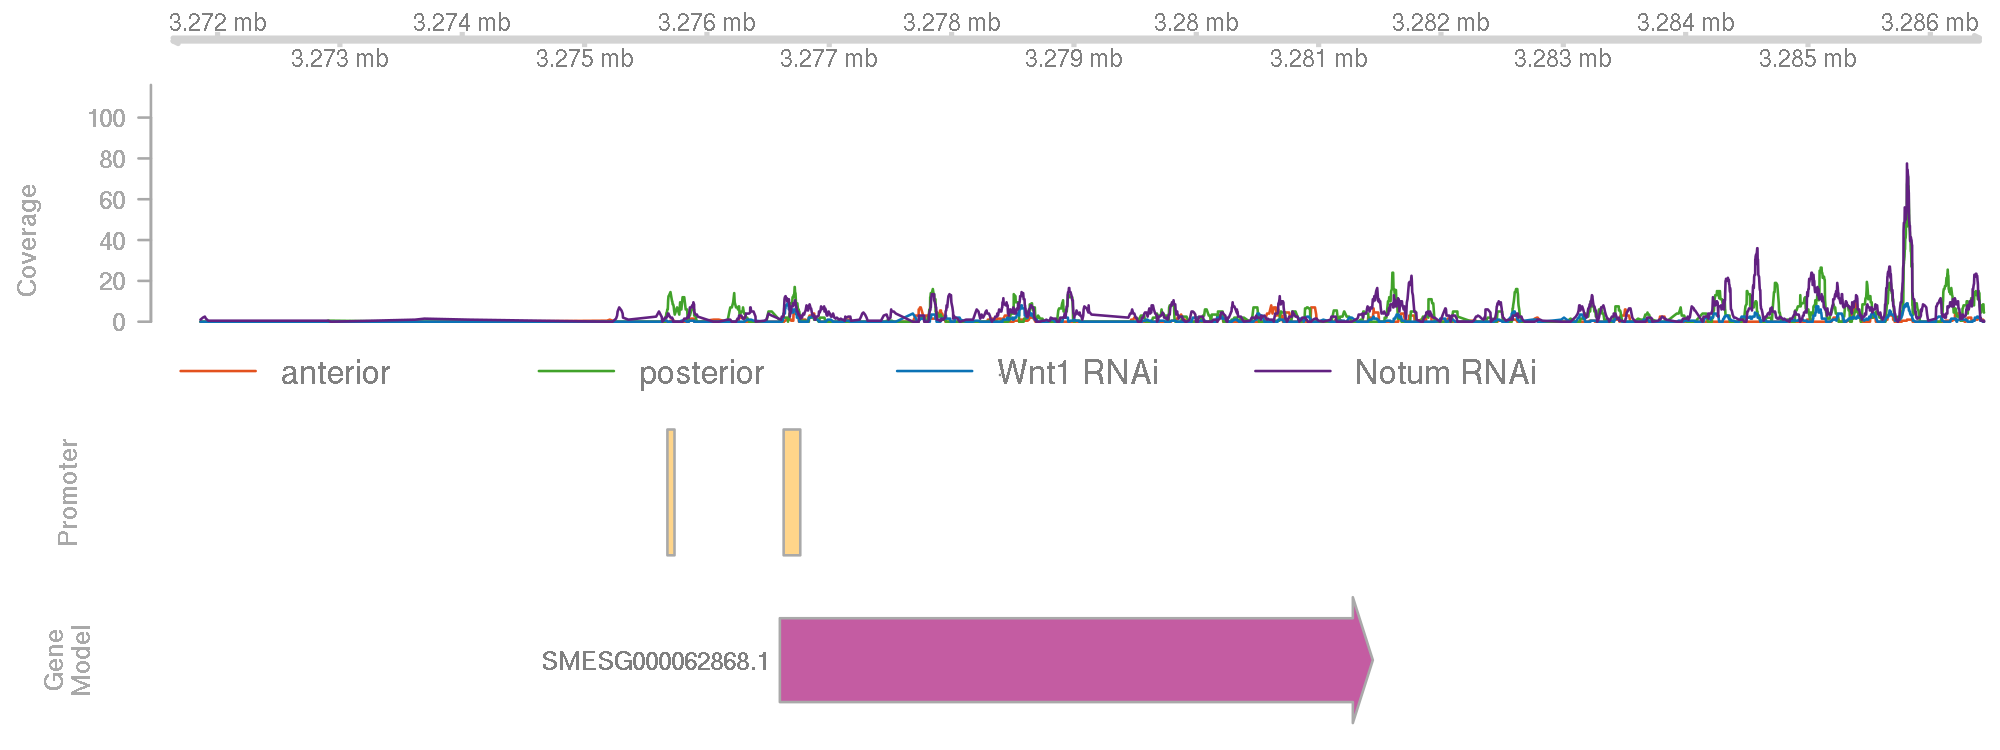 3.272 mb 3.274 mb 3.276 mb 3.278 mb 3.28 mb 3.282 mb 3.284 mb 3.286 mb
3.273 mb 3.275 mb 3.277 mb 3.279 mb 3.281 mb 3.283 mb 3.285 mb
Coverage
100
80
60
40
20
0
anterior posterior Wnt1 RNAi Notum RNAi
Promoter
Gene
Model
SMESG000062868.1